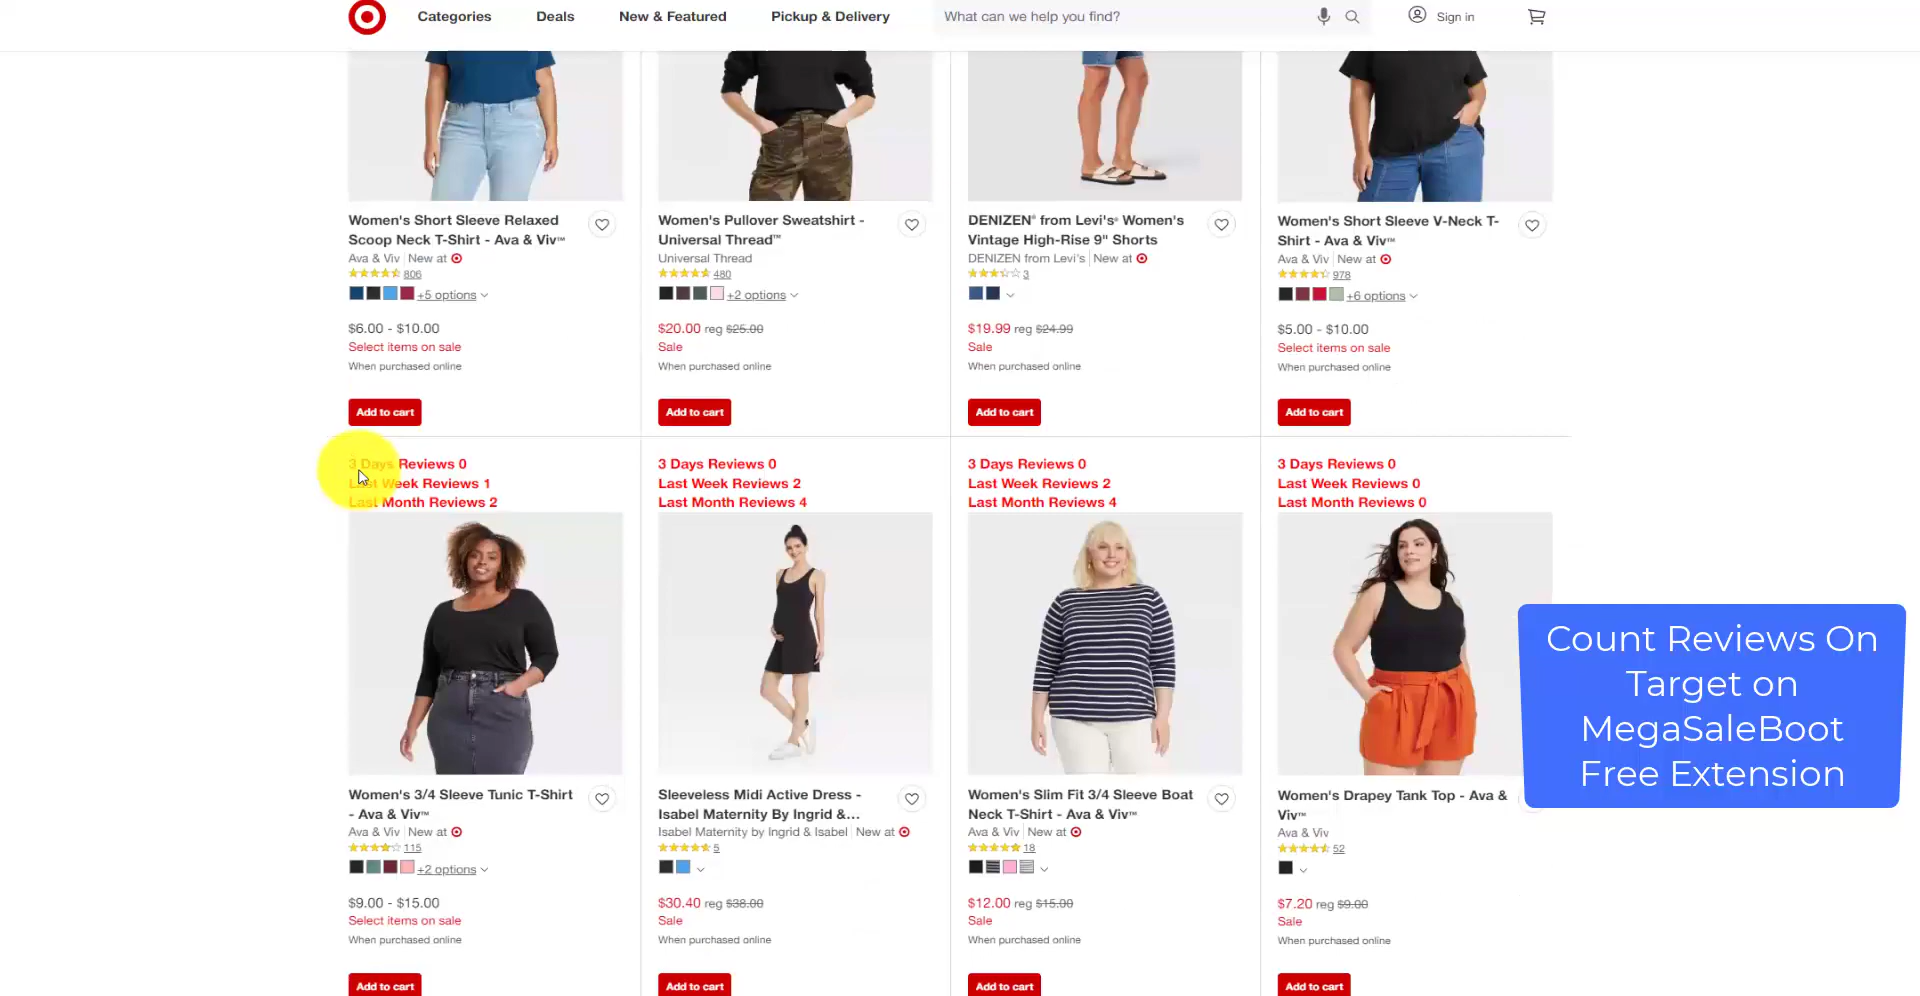 Categories
Deals
New & Featured
Pickup & Delivery
What can we help you find?
Sign in
Women's Short Sleeve Relaxed
Scoop Neck T-Shirt - Ava & Viv™
Ava & Viv | New at
806
+5 options
$6.00 - $10.00
Select items on sale
When purchased online
Add to cart
Women's Pullover Sweatshirt -
Universal Thread™
Universal Thread
480
+2 options
$20.00 reg $25.00
Sale
When purchased online
Add to cart
DENIZEN® from Levi's® Women's
Vintage High-Rise 9" Shorts
DENIZEN from Levi's | New at
3
$19.99 reg $24.99
Sale
When purchased online
Add to cart
Women's Short Sleeve V-Neck T-
Shirt - Ava & Viv™
Ava & Viv | New at
978
+6 options
$5.00 - $10.00
Select items on sale
When purchased online
Add to cart
3 Days Reviews 0
Last Week Reviews 1
Last Month Reviews 2
Women's 3/4 Sleeve Tunic T-Shirt
- Ava & Viv™
Ava & Viv | New at
115
+2 options
$9.00 - $15.00
Select items on sale
When purchased online
Add to cart
3 Days Reviews 0
Last Week Reviews 2
Last Month Reviews 4
Sleeveless Midi Active Dress -
Isabel Maternity By Ingrid &...
Isabel Maternity by Ingrid & Isabel | New at
5
$30.40 reg $38.00
Sale
When purchased online
Add to cart
3 Days Reviews 0
Last Week Reviews 2
Last Month Reviews 4
Women's Slim Fit 3/4 Sleeve Boat
Neck T-Shirt - Ava & Viv™
Ava & Viv | New at
18
$12.00 reg $15.00
Sale
When purchased online
Add to cart
3 Days Reviews 0
Last Week Reviews 0
Last Month Reviews 0
Women's Drapey Tank Top - Ava &
Viv™
Ava & Viv
52
$7.20 reg $9.00
Sale
When purchased online
Add to cart
Count Reviews On
Target on
MegaSaleBoot
Free Extension